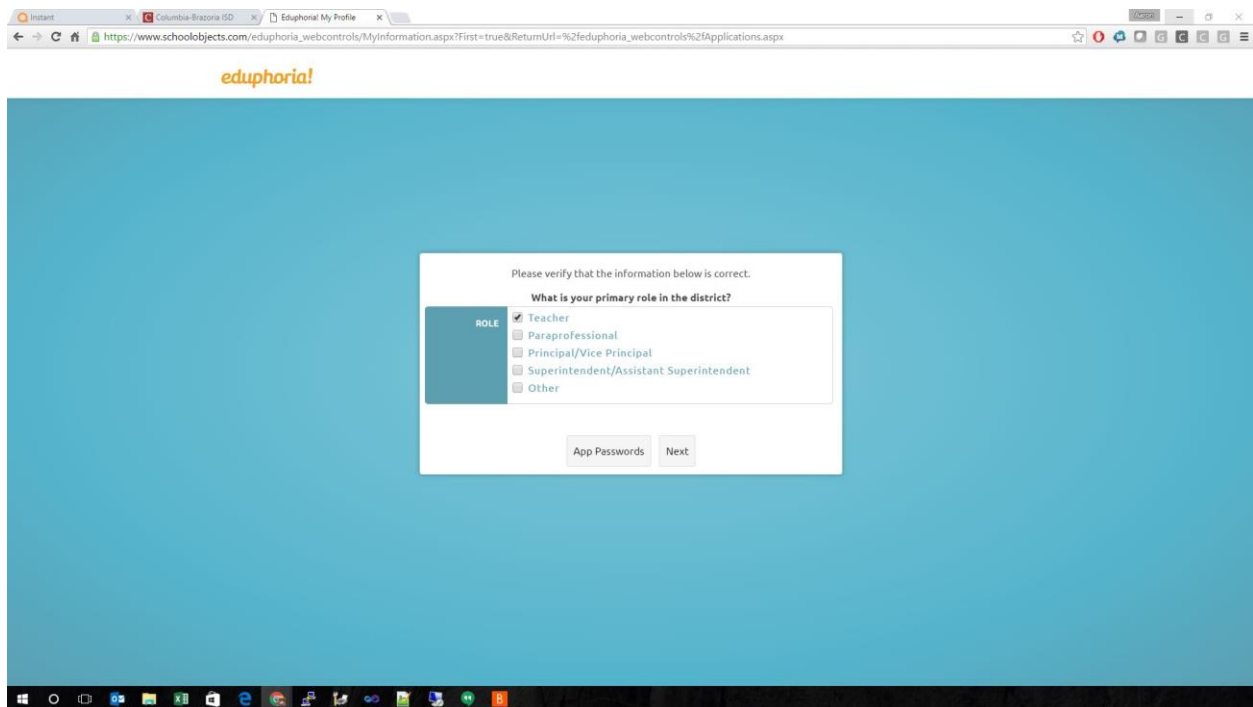 Instant
Columbia-Brazoria ISD
Eduphoria! My Profile
Aaron
https://www.schoolobjects.com/eduphoria_webcontrols/MyInformation.aspx?First=true&ReturnUrl=%2feduphoria_webcontrols%2fApplications.aspx
eduphoria!
Please verify that the information below is correct.
What is your primary role in the district?
ROLE
Teacher
Paraprofessional
Principal/Vice Principal
Superintendent/Assistant Superintendent
Other
App Passwords
Next